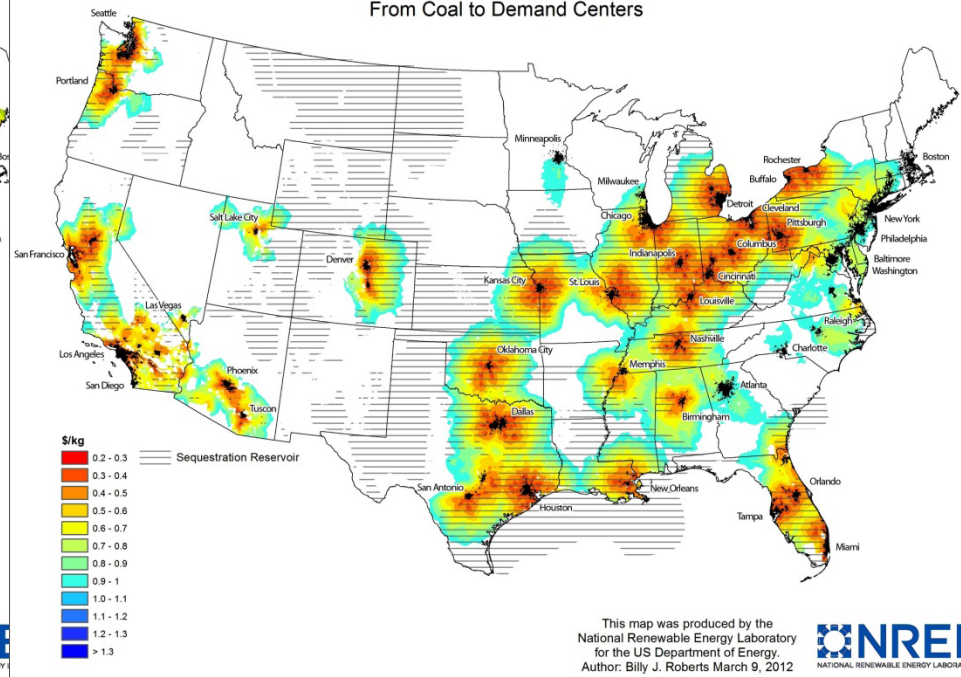 From Coal to Demand Centers
Seattle
Portland
Minneapolis
Boston
Rochester
Buffalo
Milwaukee
Detroit
Cleveland
Chicago
New York
Pittsburgh
Salt Lake City
Philadelphia
Columbus
Indianapolis
San Francisco
Denver
Baltimore
Washington
Cincinnati
Kansas City
St. Louis
Louisville
Las Vegas
Raleigh
Nashville
Charlotte
Oklahoma City
Los Angeles
Memphis
Phoenix
San Diego
Atlanta
Tuscon
Dallas
Birmingham
$/kg
0.2 - 0.3
Sequestration Reservoir
0.3 - 0.4
0.4 - 0.5
0.5 - 0.6
0.6 - 0.7
0.7 - 0.8
0.8 - 0.9
0.9 - 1
1.0 - 1.1
1.1 - 1.2
1.2 - 1.3
> 1.3
San Antonio
Houston
New Orleans
Orlando
Tampa
Miami
This map was produced by the
National Renewable Energy Laboratory
for the US Department of Energy.
Author: Billy J. Roberts March 9, 2012
NREL
NATIONAL RENEWABLE ENERGY